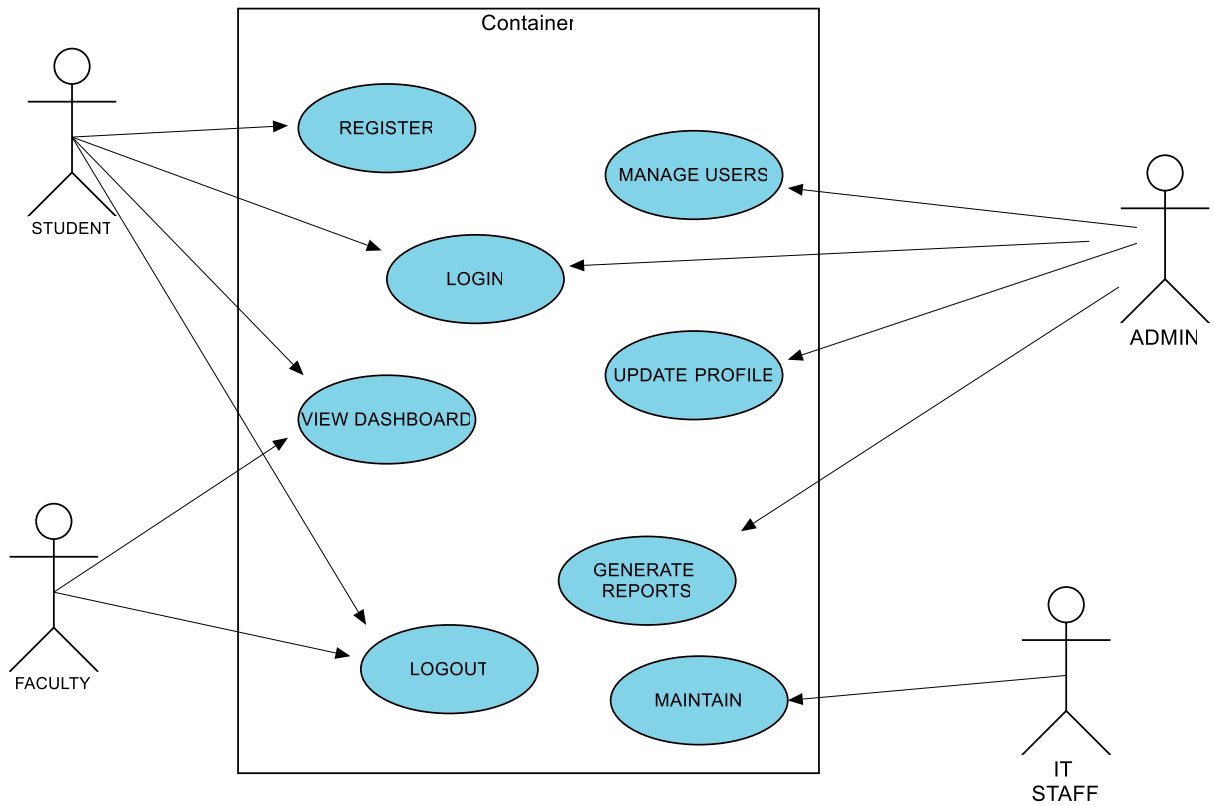 Container
REGISTER
MANAGE USERS
STUDENT
LOGIN
ADMIN
UPDATE PROFILE
VIEW DASHBOARD
GENERATE
REPORTS
LOGOUT
FACULTY
MAINTAIN
IT
STAFF